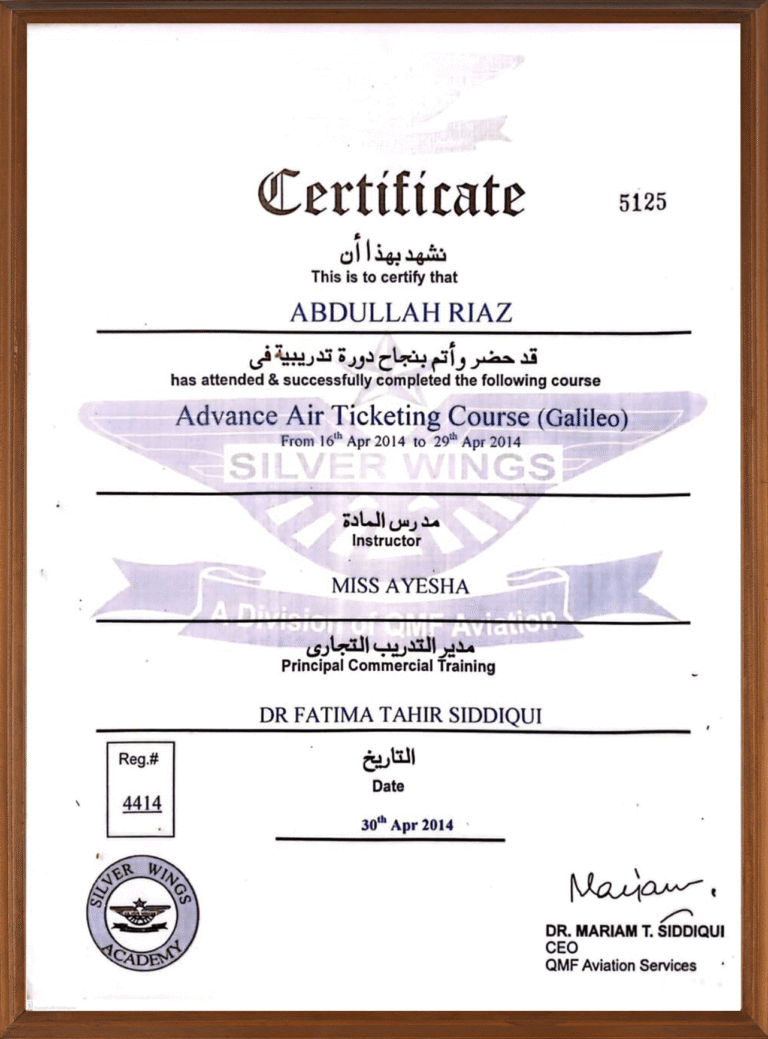 Certificate
5125
نشهد بهذا أن
This is to certify that
ABDULLAH RIAZ
قد حضر وأتم بنجاح دورة تدريبية فى
has attended & successfully completed the following course
Advance Air Ticketing Course (Galileo)
From 16th Apr 2014 to 29th Apr 2014
SILVER WINGS
مدرس المادة
Instructor
MISS AYESHA
A Division of QMF Aviation
مدير التدريب التجارى
Principal Commercial Training
DR FATIMA TAHIR SIDDIQUI
Reg.#
4414
التاريخ
Date
30th Apr 2014
SILVER WINGS
ACADEMY
Mariam
DR. MARIAM T. SIDDIQUI
CEO
QMF Aviation Services